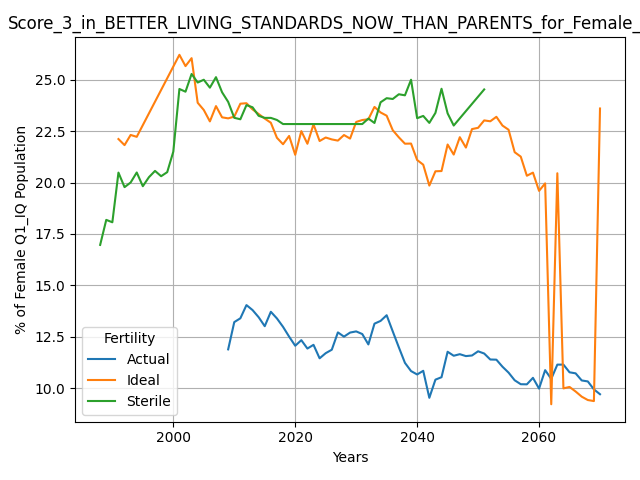 Score_3_in_BETTER_LIVING_STANDARDS_NOW_THAN_PARENTS_for_Female_
25.0
22.5
20.0
17.5
15.0
12.5
10.0
% of Female Q1_IQ Population
Fertility
Actual
Ideal
Sterile
2000
2020
2040
2060
Years